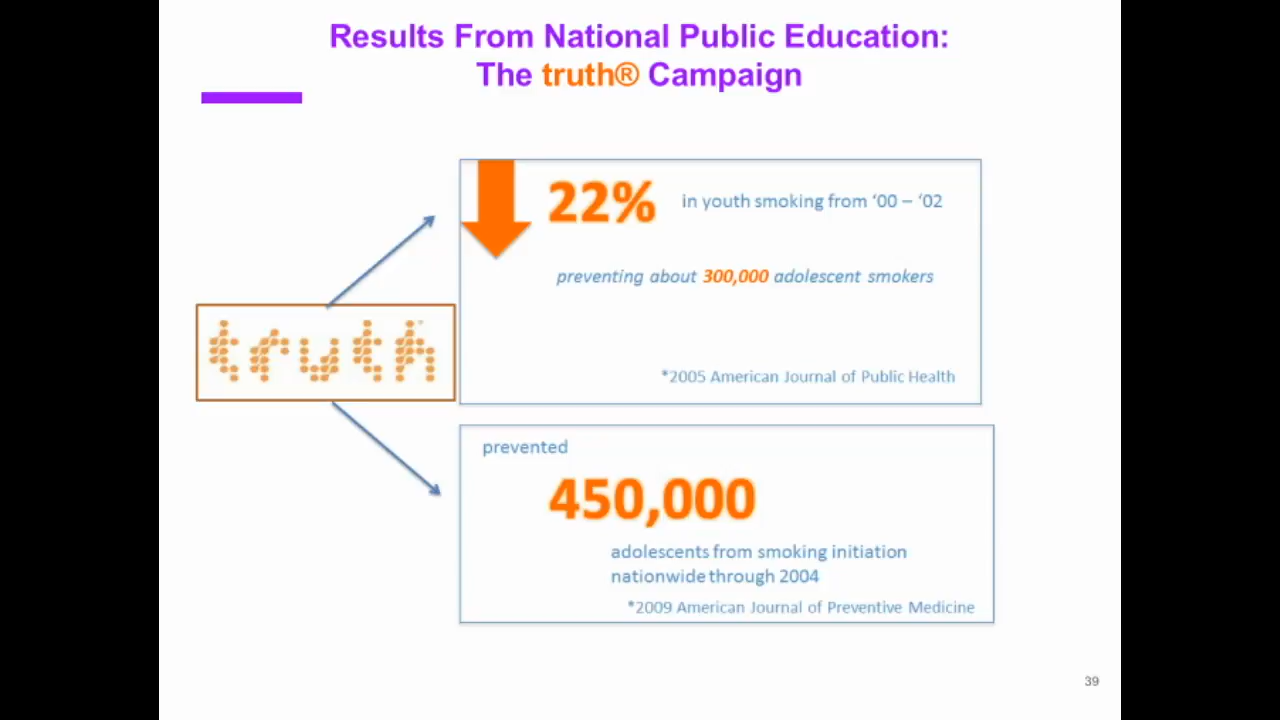 Results From National Public Education:
The truth® Campaign
22% in youth smoking from ‘00 – ‘02
preventing about 300,000 adolescent smokers
truth
*2005 American Journal of Public Health
prevented
450,000
adolescents from smoking initiation
nationwide through 2004
*2009 American Journal of Preventive Medicine
39